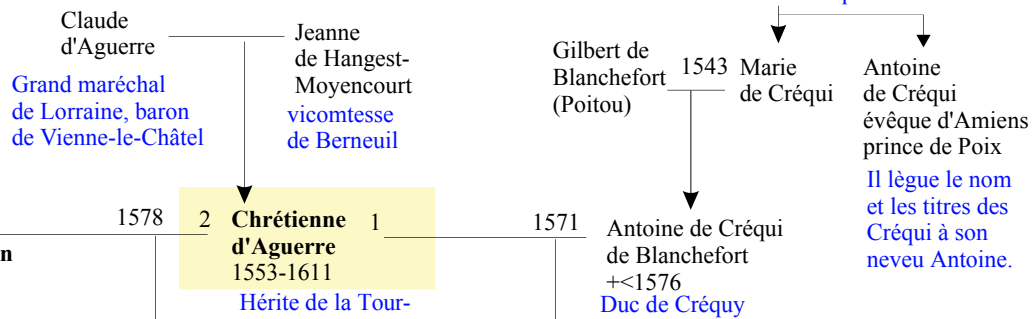 Claude
d'Aguerre
Grand maréchal
de Lorraine, baron
de Vienne-le-Châtel
Jeanne
de Hangest-
Moyencourt
vicomtesse
de Berneuil
Gilbert de
Blanchefort
(Poitou)
1543
Marie
de Créqui
Antoine
de Créqui
évêque d'Amiens
prince de Poix
Il lègue le nom
et les titres des
Créqui à son
neveu Antoine.
1578
2
Chrétienne
d'Aguerre
1553-1611
Hérite de la Tour-
1
1571
Antoine de Créqui
de Blanchefort
+<1576
Duc de Créquy